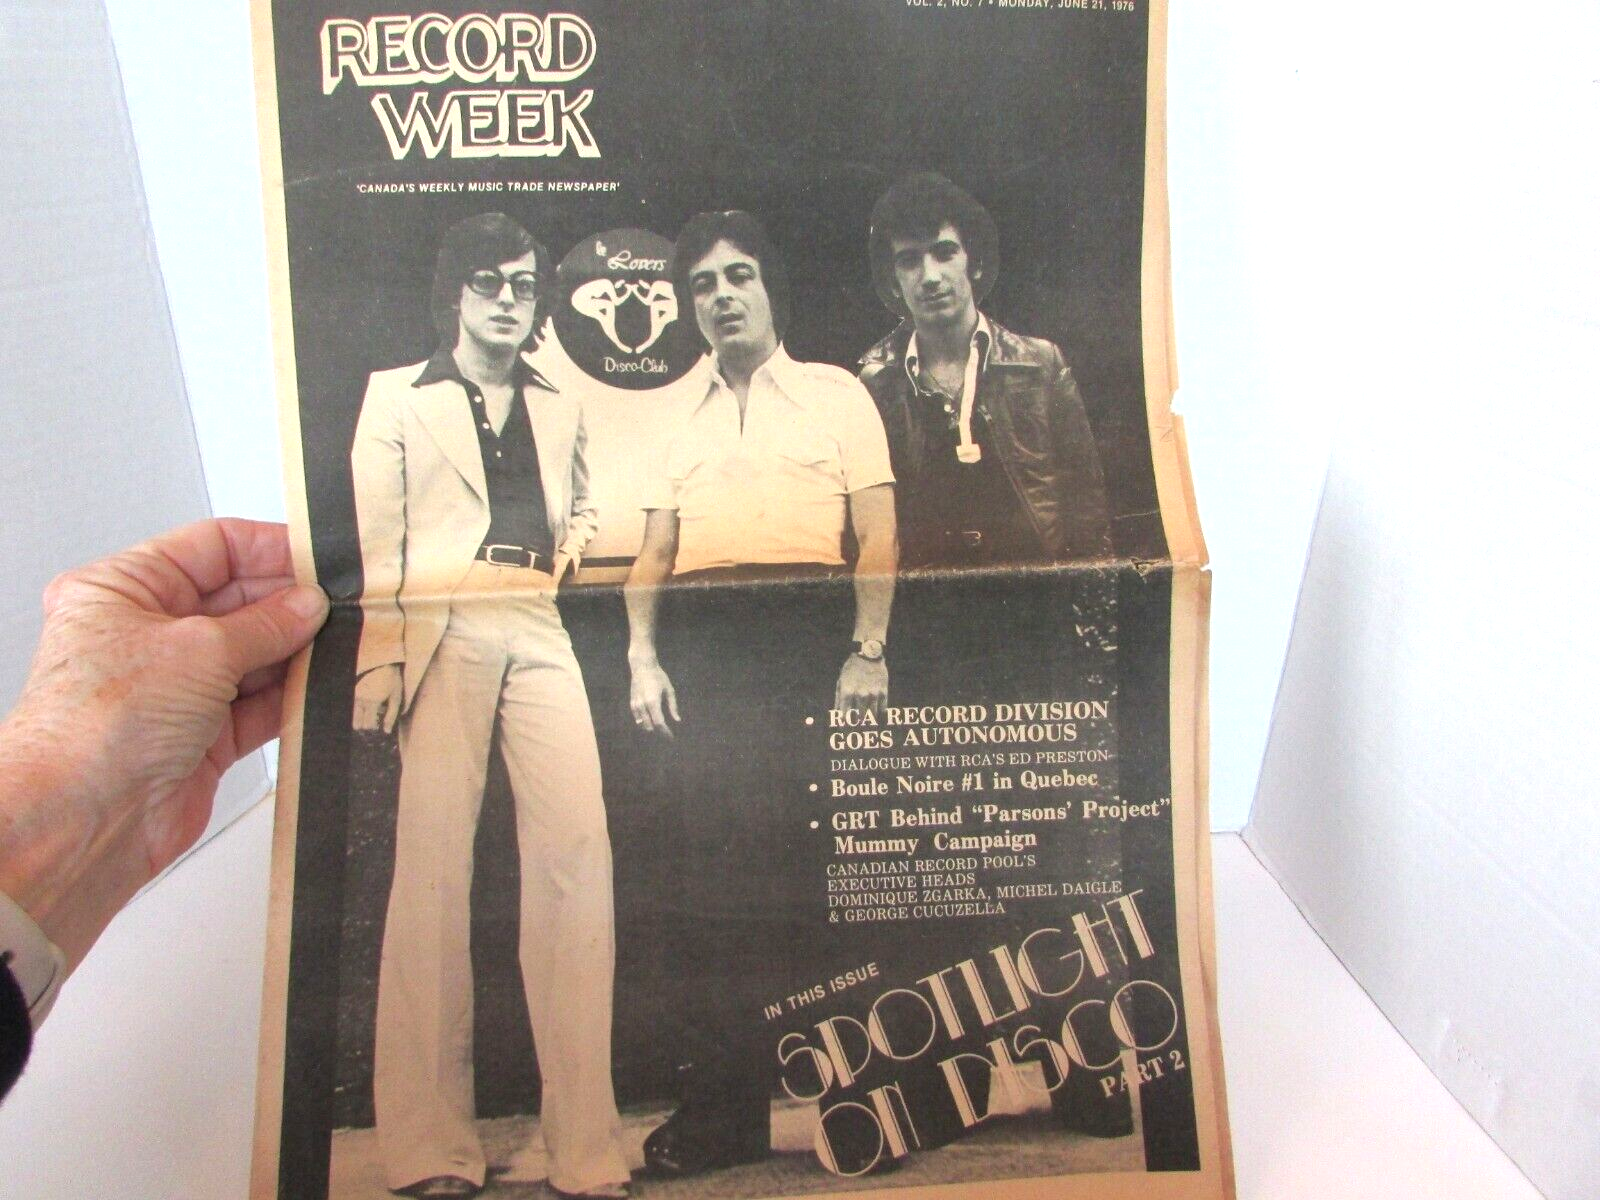 VOL. 2, NO. 7 • MONDAY, JUNE 21, 1976
RECORD
WEEK
'CANADA'S WEEKLY MUSIC TRADE NEWSPAPER'
Le
Lovers
Disco-Club
• RCA RECORD DIVISION
GOES AUTONOMOUS
DIALOGUE WITH RCA'S ED PRESTON
• Boule Noire #1 in Quebec
• GRT Behind “Parsons' Project”
Mummy Campaign
CANADIAN RECORD POOL'S
EXECUTIVE HEADS
DOMINIQUE ZGARKA, MICHEL DAIGLE
& GEORGE CUCUZELLA
IN THIS ISSUE
SPOTLIGHT
ON DISCO
PART 2